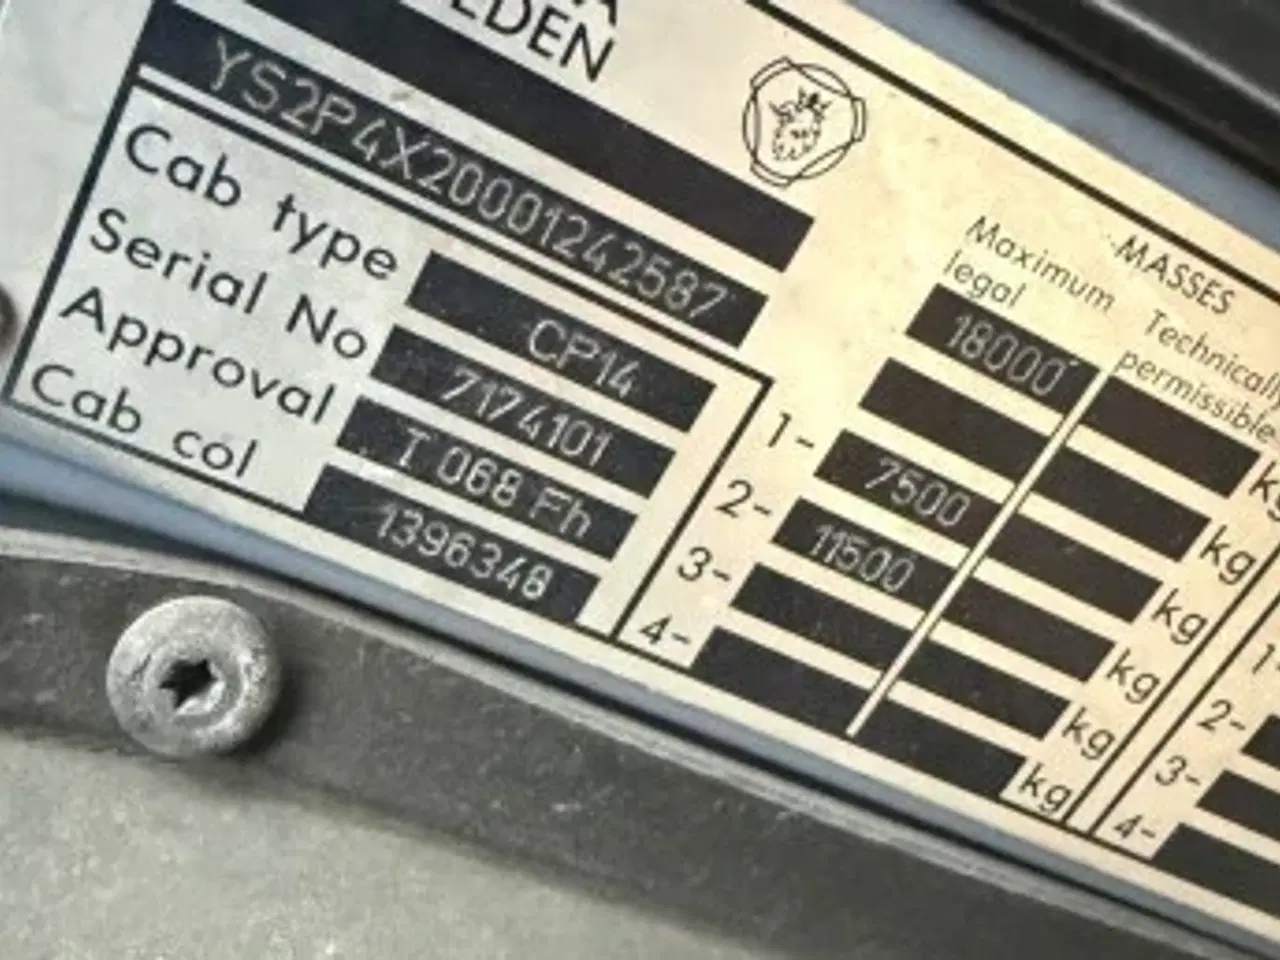 EDEN
YS2P4X20001242587
Cab type CP14
Serial No 7174101
Approval T 068 Fh
Cab col 1396348
MASSES
Maximum legal
Technically permissible
18000 kg
kg
1- 7500 kg
2- 11500 kg
3- kg
4- kg
1-
2-
3-
4-